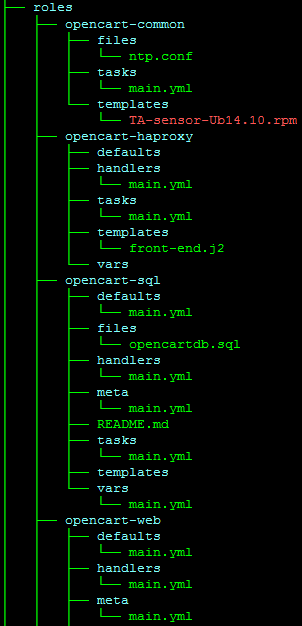 roles
opencart-common
files
ntp.conf
tasks
main.yml
templates
TA-sensor-Ub14.10.rpm
opencart-haproxy
defaults
handlers
main.yml
tasks
main.yml
templates
front-end.j2
vars
opencart-sql
defaults
main.yml
files
opencartdb.sql
handlers
main.yml
meta
main.yml
README.md
tasks
main.yml
templates
vars
main.yml
opencart-web
defaults
main.yml
handlers
main.yml
meta
main.yml